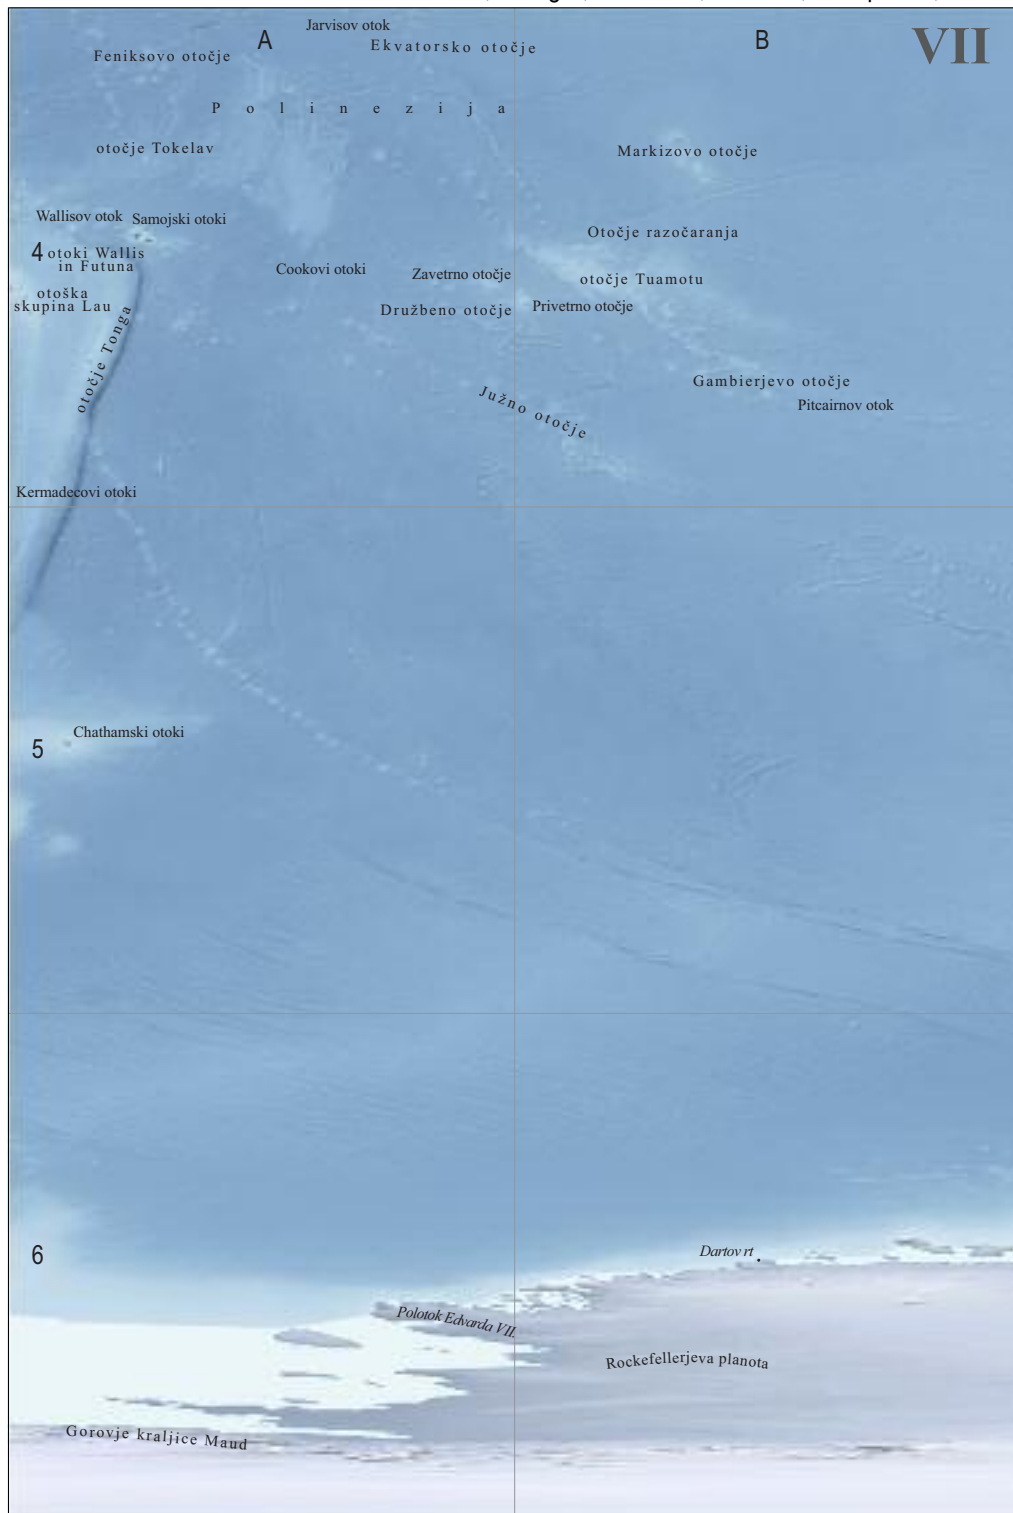 Jarvisov otok
A
Ekvatorsko otočje
B
VII
Feniksovo otočje
Polinezija
otočje Tokelav
Markizovo otočje
Wallisov otok
Samojski otoki
Otočje razočaranja
4
otoki Wallis
in Futuna
Cookovi otoki
Zavetrno otočje
otočje Tuamotu
otoška
skupina Lau
Družbeno otočje
Privetrno otočje
otočje Tonga
Gambierjevo otočje
Južno otočje
Pitcairnov otok
Kermadecovi otoki
Chathamski otoki
5
6
Dartov rt
Polotok Edvarda VII.
Rockefellerjeva planota
Gorovje kraljice Maud